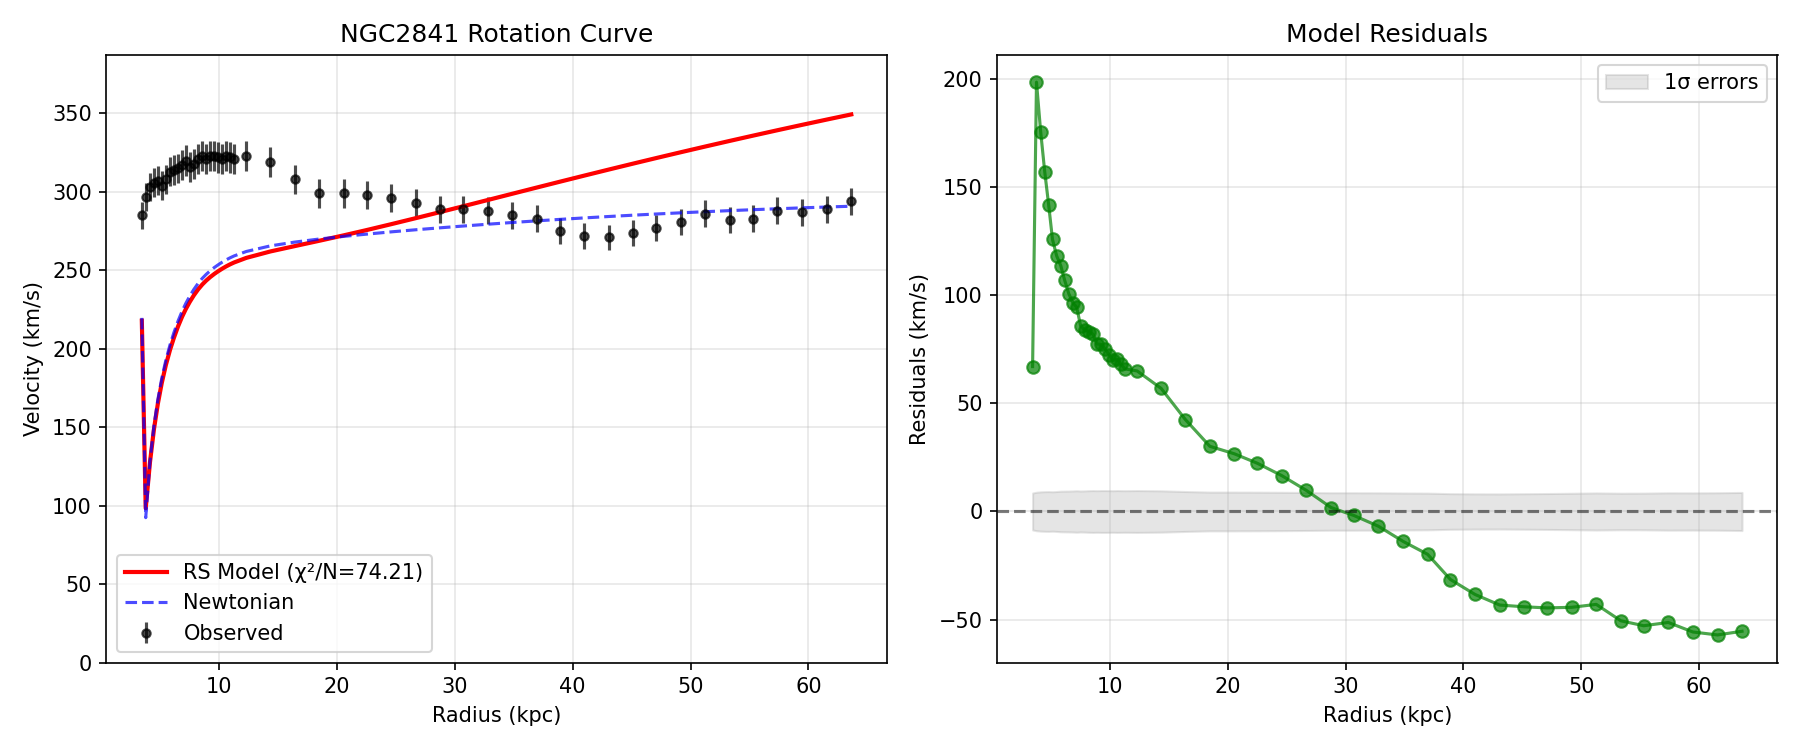 NGC2841 Rotation Curve
Velocity (km/s)
350
300
250
200
150
100
50
0
RS Model (χ²/N=74.21)
Newtonian
Observed
10 20 30 40 50 60
Radius (kpc)
Model Residuals
Residuals (km/s)
200
150
100
50
0
−50
1σ errors
10 20 30 40 50 60
Radius (kpc)